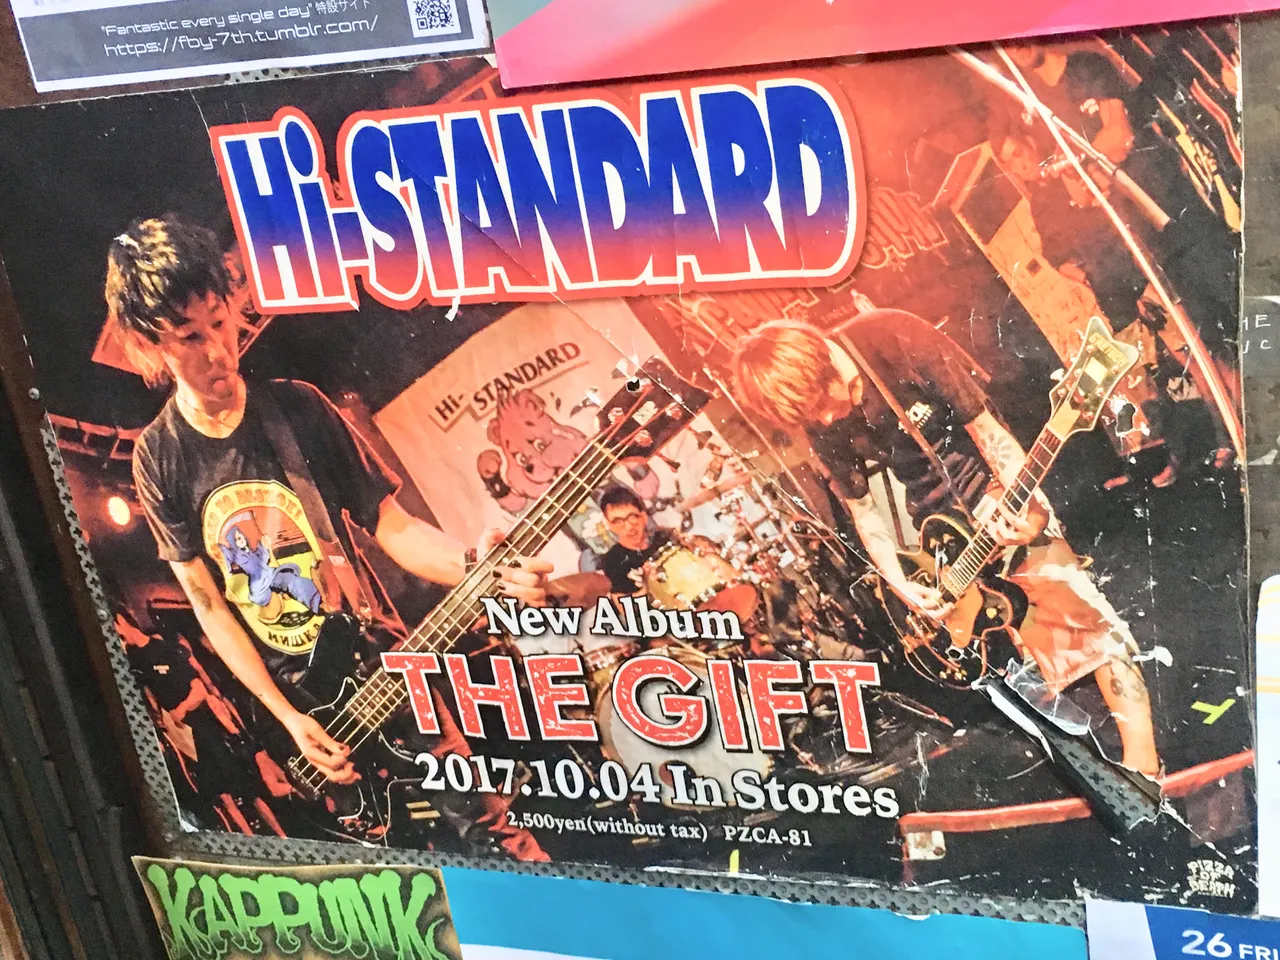 "Fantastic every single day" 特設サイト
https://fby-7th.tumblr.com/
Hi-STANDARD
Hi-STANDARD
New Album
THE GIFT
2017.10.04 In Stores
2,500yen(without tax) PZCA-81
PIZZA
OF
DEATH
KAPPUNK
26 FRI